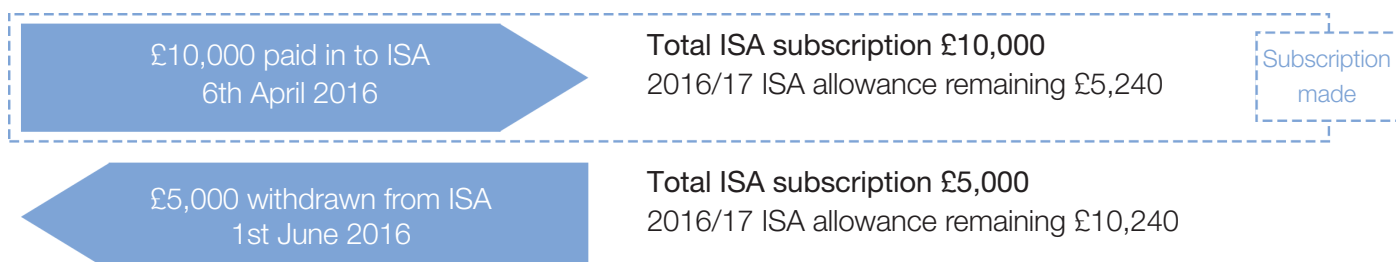 £10,000 paid in to ISA
6th April 2016
Total ISA subscription £10,000
2016/17 ISA allowance remaining £5,240
Subscription
made
£5,000 withdrawn from ISA
1st June 2016
Total ISA subscription £5,000
2016/17 ISA allowance remaining £10,240